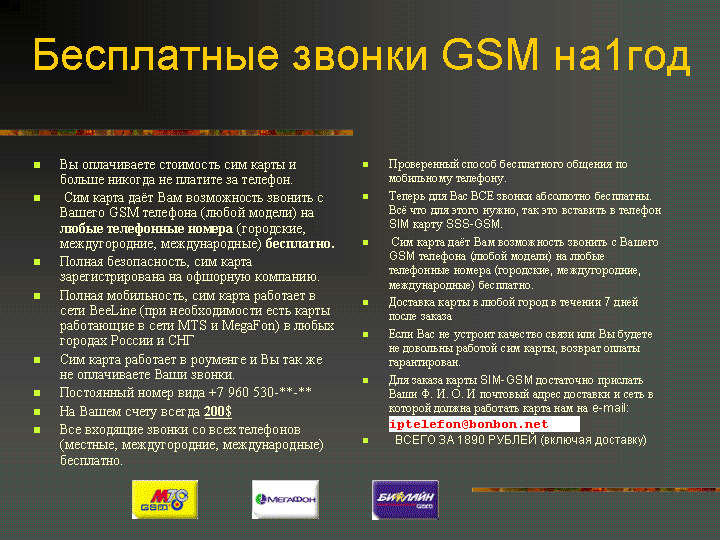 Бесплатные звонки GSM на1год
Вы оплачиваете стоимость сим карты и
больше никогда не платите за телефон.
Сим карта даёт Вам возможность звонить с
Вашего GSM телефона (любой модели) на
любые телефонные номера (городские,
междугородние, международные) бесплатно.
Полная безопасность, сим карта
зарегистрирована на офшорную компанию.
Полная мобильность, сим карта работает в
сети BeeLine (при необходимости есть карты
работающие в сети MTS и MegaFon) в любых
городах России и СНГ
Сим карта работает в роуменге и Вы так же
не оплачиваете Ваши звонки.
Постоянный номер вида +7 960 530-**-**
На Вашем счету всегда 200$
Все входящие звонки со всех телефонов
(местные, междугородние, международные)
бесплатно.
Проверенный способ бесплатного общения по
мобильному телефону.
Теперь для Вас ВСЕ звонки абсолютно бесплатны.
Всё что для этого нужно, так это вставить в телефон
SIM карту SSS-GSM.
Сим карта даёт Вам возможность звонить с Вашего
GSM телефона (любой модели) на любые
телефонные номера (городские, междугородние,
международные) бесплатно.
Доставка карты в любой город в течении 7 дней
после заказа
Если Вас не устроит качество связи или Вы будете
не довольны работой сим карты, возврат оплаты
гарантирован.
Для заказа карты SIM-GSM достаточно прислать
Ваши Ф. И. О. И почтовый адрес доставки и сеть в
которой должна работать карта нам на e-mail:
iptelefon@bonbon.net
ВСЕГО ЗА 1890 РУБЛЕЙ (включая доставку)
МТС GSM
МЕГАФОН
БИЛАЙН GSM